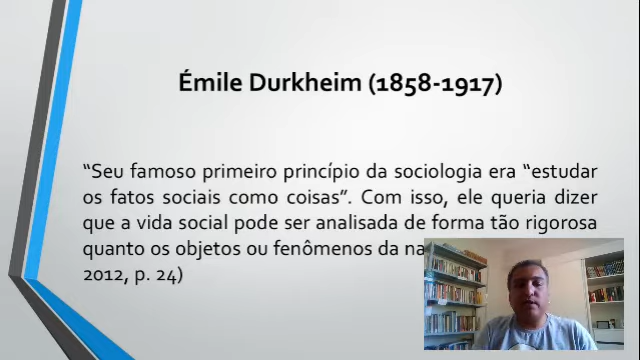 Émile Durkheim (1858-1917)
“Seu famoso primeiro princípio da sociologia era “estudar
os fatos sociais como coisas”. Com isso, ele queria dizer
que a vida social pode ser analisada de forma tão rigorosa
quanto os objetos ou fenômenos da
2012, p. 24)